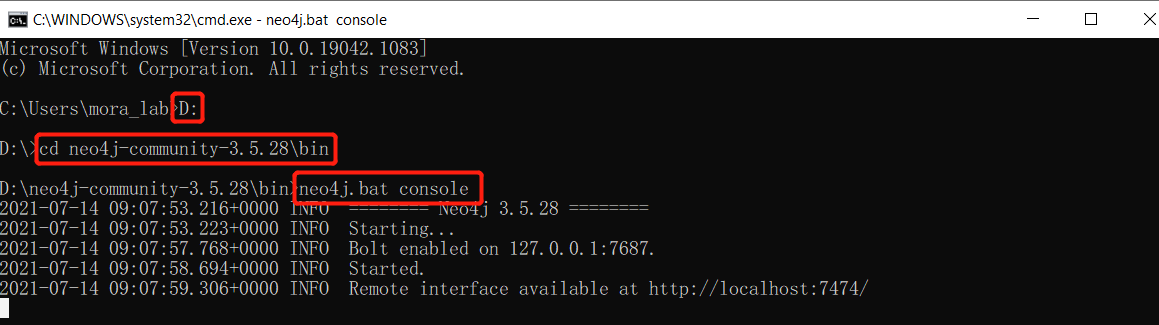 C:\WINDOWS\system32\cmd.exe - neo4j.bat  console
Microsoft Windows [Version 10.0.19042.1083]
(c) Microsoft Corporation. All rights reserved.
C:\Users\mora_lab>D:
D:\>cd neo4j-community-3.5.28\bin
D:\neo4j-community-3.5.28\bin>neo4j.bat console
2021-07-14 09:07:53.216+0000 INFO  ======== Neo4j 3.5.28 ========
2021-07-14 09:07:53.223+0000 INFO  Starting...
2021-07-14 09:07:57.768+0000 INFO  Bolt enabled on 127.0.0.1:7687.
2021-07-14 09:07:58.694+0000 INFO  Started.
2021-07-14 09:07:59.306+0000 INFO  Remote interface available at http://localhost:7474/